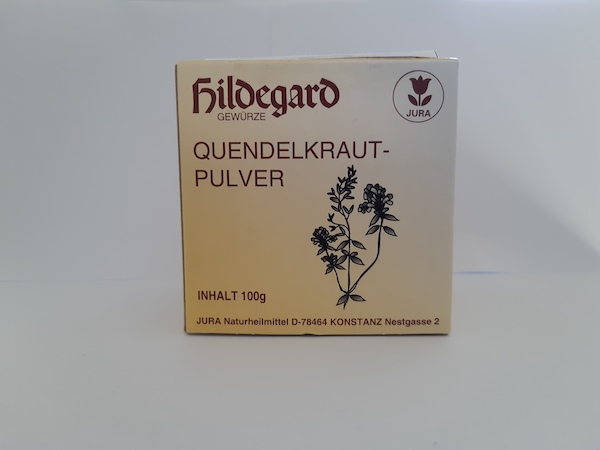 Hildegard
GEWÜRZE
JURA
QUENDELKRAUT-
PULVER
INHALT 100g
JURA Naturheilmittel D-78464 KONSTANZ Nestgasse 2